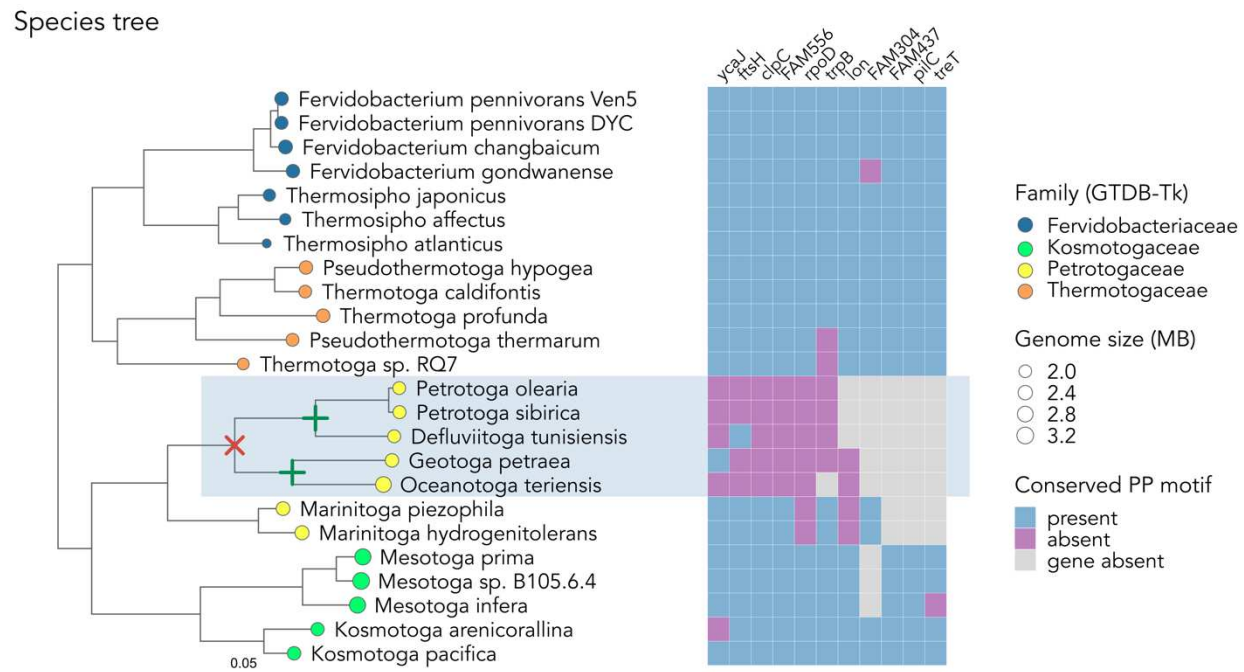 Species tree
ycaJ
ftsH
clpC
FAM556
rpoD
trpB
lon
FAM304
FAM437
pilC
treT
Fervidobacterium pennivorans Ven5
Fervidobacterium pennivorans DYC
Fervidobacterium changbaicum
Fervidobacterium gondwanense
Thermosipho japonicus
Thermosipho affectus
Thermosipho atlanticus
Pseudothermotoga hypogea
Thermotoga caldifontis
Thermotoga profunda
Pseudothermotoga thermarum
Thermotoga sp. RQ7
Petrotoga olearia
Petrotoga sibirica
Defluviitoga tunisiensis
Geotoga petraea
Oceanotoga teriensis
Marinitoga piezophila
Marinitoga hydrogenitolerans
Mesotoga prima
Mesotoga sp. B105.6.4
Mesotoga infera
Kosmotoga arenicorallina
Kosmotoga pacifica
0.05
Family (GTDB-Tk)
Fervidobacteriaceae
Kosmotogaceae
Petrotogaceae
Thermotogaceae
Genome size (MB)
2.0
2.4
2.8
3.2
Conserved PP motif
present
absent
gene absent